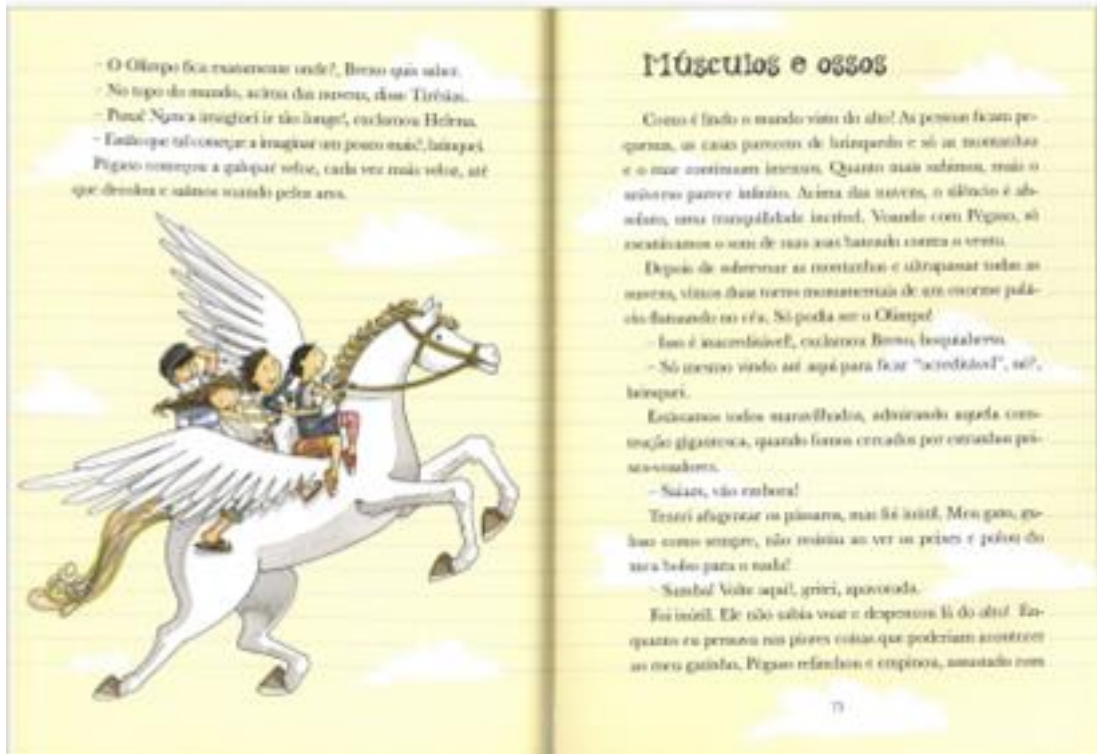 – O Olimpo fica exatamente onde?, Breno quis saber.
– No topo do mundo, acima das nuvens, disse Tirésias.
– Puxa! Nunca imaginei ir tão longe!, exclamou Helena.
– Então que tal começar a imaginar um pouco mais?, brinquei.
Pégaso começou a galopar veloz, cada vez mais veloz, até
que decolou e saímos voando pelos ares.
Músculos e ossos
Como é lindo o mundo visto do alto! As pessoas ficam pe-
quenas, as casas parecem de brinquedo e só as montanhas
e o mar continuam imensos. Quanto mais subimos, mais o
universo parece infinito. Acima das nuvens, o silêncio é ab-
soluto, uma tranquilidade incrível. Voando com Pégaso, só
escutávamos o som de suas asas batendo contra o vento.
Depois de sobrevoar as montanhas e ultrapassar todas as
nuvens, vimos duas torres monumentais de um enorme palá-
cio flutuando no céu. Só podia ser o Olimpo!
– Isso é inacreditável!, exclamou Breno, boquiaberto.
– Só mesmo vindo até aqui para ficar “acreditável”, né?,
brinquei.
Estávamos todos maravilhados, admirando aquela cons-
trução gigantesca, quando fomos cercados por estranhos pei-
xes-voadores.
– Saiam, vão embora!
Tentei afugentar os pássaros, mas foi inútil. Meu gato, gu-
loso como sempre, não resistiu ao ver os peixes e pulou do
meu bolso para o nada!
– Samba! Volte aqui!, gritei, apavorada.
Foi inútil. Ele não sabia voar e despencou lá do alto! En-
quanto eu pensava nas piores coisas que poderiam acontecer
ao meu gatinho, Pégaso relinchou e empinou, assustado com